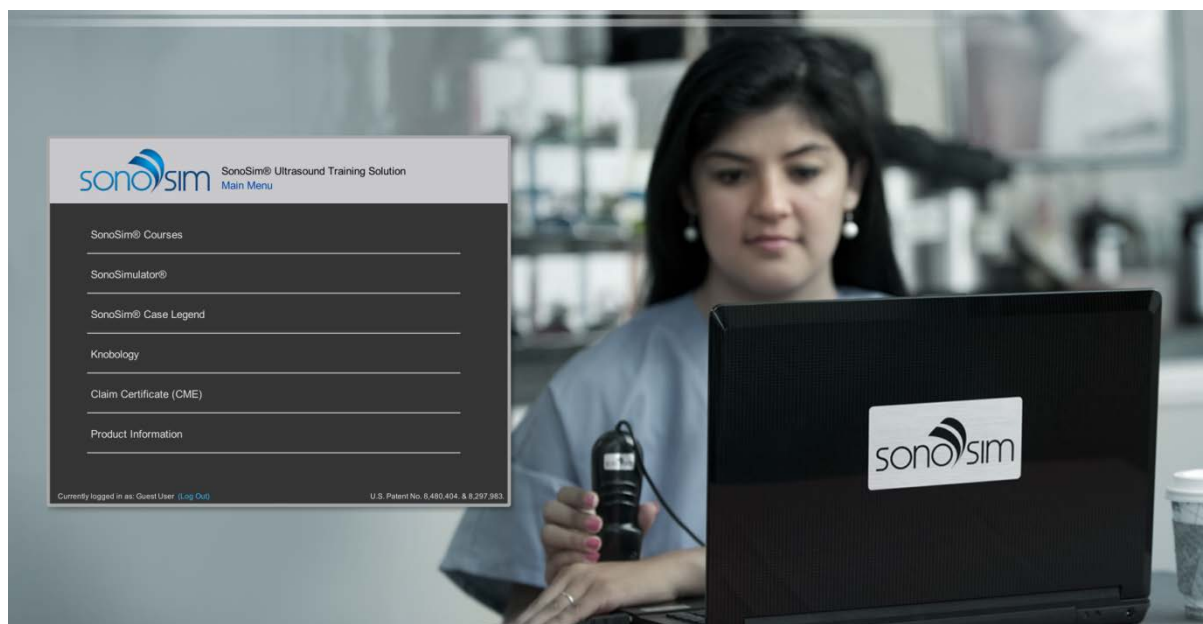 sonosim
SonoSim® Ultrasound Training Solution
Main Menu
SonoSim® Courses
SonoSimulator®
SonoSim® Case Legend
Knobology
Claim Certificate (CME)
Product Information
Currently logged in as: Guest User (Log Out)
U.S. Patent No. 8,480,404. & 8,297,983.
sonosim